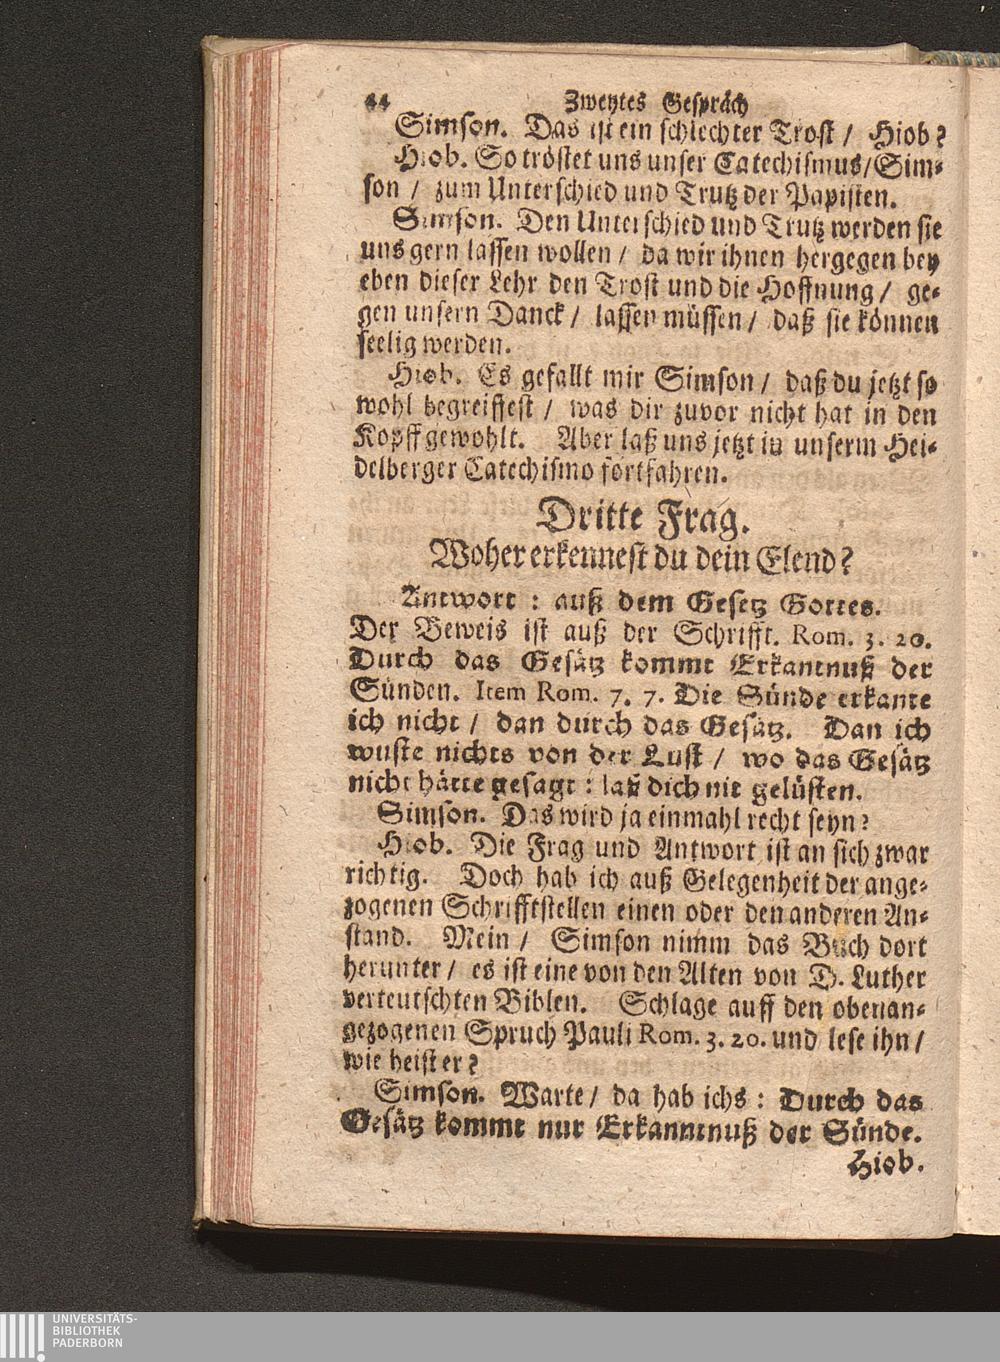 44 Zweytes Gespräch
Simson. Das ist ein schlechter Trost / Hiob?
Hiob. So tröstet uns unser Catechismus / Sim-
son / zum Unterschied und Trutz der Papisten.
Simson. Den Unterschied und Trutz werden sie
uns gern lassen wollen / da wir ihnen hergegen bey
eben dieser Lehr den Trost und die Hoffnung / ge-
gen unsern Danck / lassen müssen / daß sie können
seelig werden.
Hiob. Es gefallt mir Simson / daß du jetzt so
wohl begreiffest / was dir zuvor nicht hat in den
Kopff gewohlt. Aber laß uns jetzt in unserm Hei-
delberger Catechismo fortfahren.
Dritte Frag.
Woher erkennest du dein Elend?
Antwort : auß dem Gesetz Gottes.
Der Beweis ist auß der Schrifft. Rom. 3. 20.
Durch das Gesätz kommt Erkantnuß der
Sünden. Item Rom. 7. 7. Die Sünde erkante
ich nicht / dan durch das Gesätz. Dan ich
wuste nichts von der Lust / wo das Gesätz
nicht hätte gesagt : laß dich nit gelüsten.
Simson. Das wird ja einmahl recht seyn?
Hiob. Die Frag und Antwort ist an sich zwar
richtig. Doch hab ich auß Gelegenheit der ange-
zogenen Schrifftstellen einen oder den anderen An-
stand. Mein / Simson nimm das Buch dort
herunter / es ist eine von den Alten von D. Luther
verteutschten Biblen. Schlage auff den obenan-
gezogenen Spruch Pauli Rom. 3. 20. und lese ihn /
wie heist er?
Simson. Warte / da hab ichs : Durch das
Gesätz kommt nur Erkanntnuß der Sünde.
Hiob.
UNIVERSITÄTS-
BIBLIOTHEK
PADERBORN